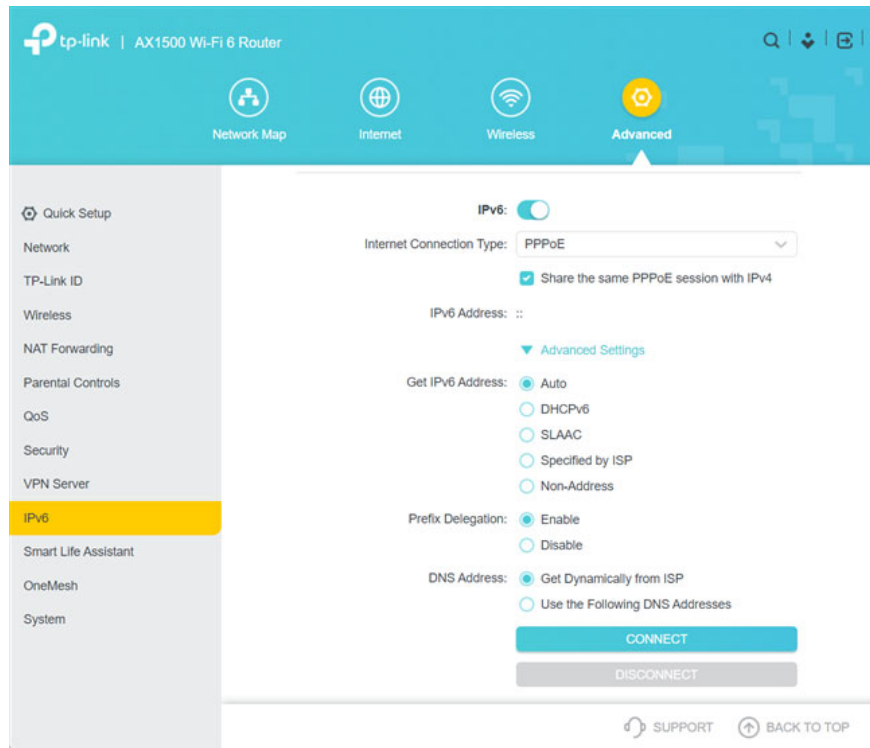 tp-link | AX1500 Wi-Fi 6 Router
Network Map Internet Wireless Advanced
Quick Setup
Network
TP-Link ID
Wireless
NAT Forwarding
Parental Controls
QoS
Security
VPN Server
IPv6
Smart Life Assistant
OneMesh
System
IPv6:
Internet Connection Type: PPPoE
Share the same PPPoE session with IPv4
IPv6 Address: ::
Advanced Settings
Get IPv6 Address: Auto
DHCPv6
SLAAC
Specified by ISP
Non-Address
Prefix Delegation: Enable
Disable
DNS Address: Get Dynamically from ISP
Use the Following DNS Addresses
CONNECT
DISCONNECT
SUPPORT BACK TO TOP